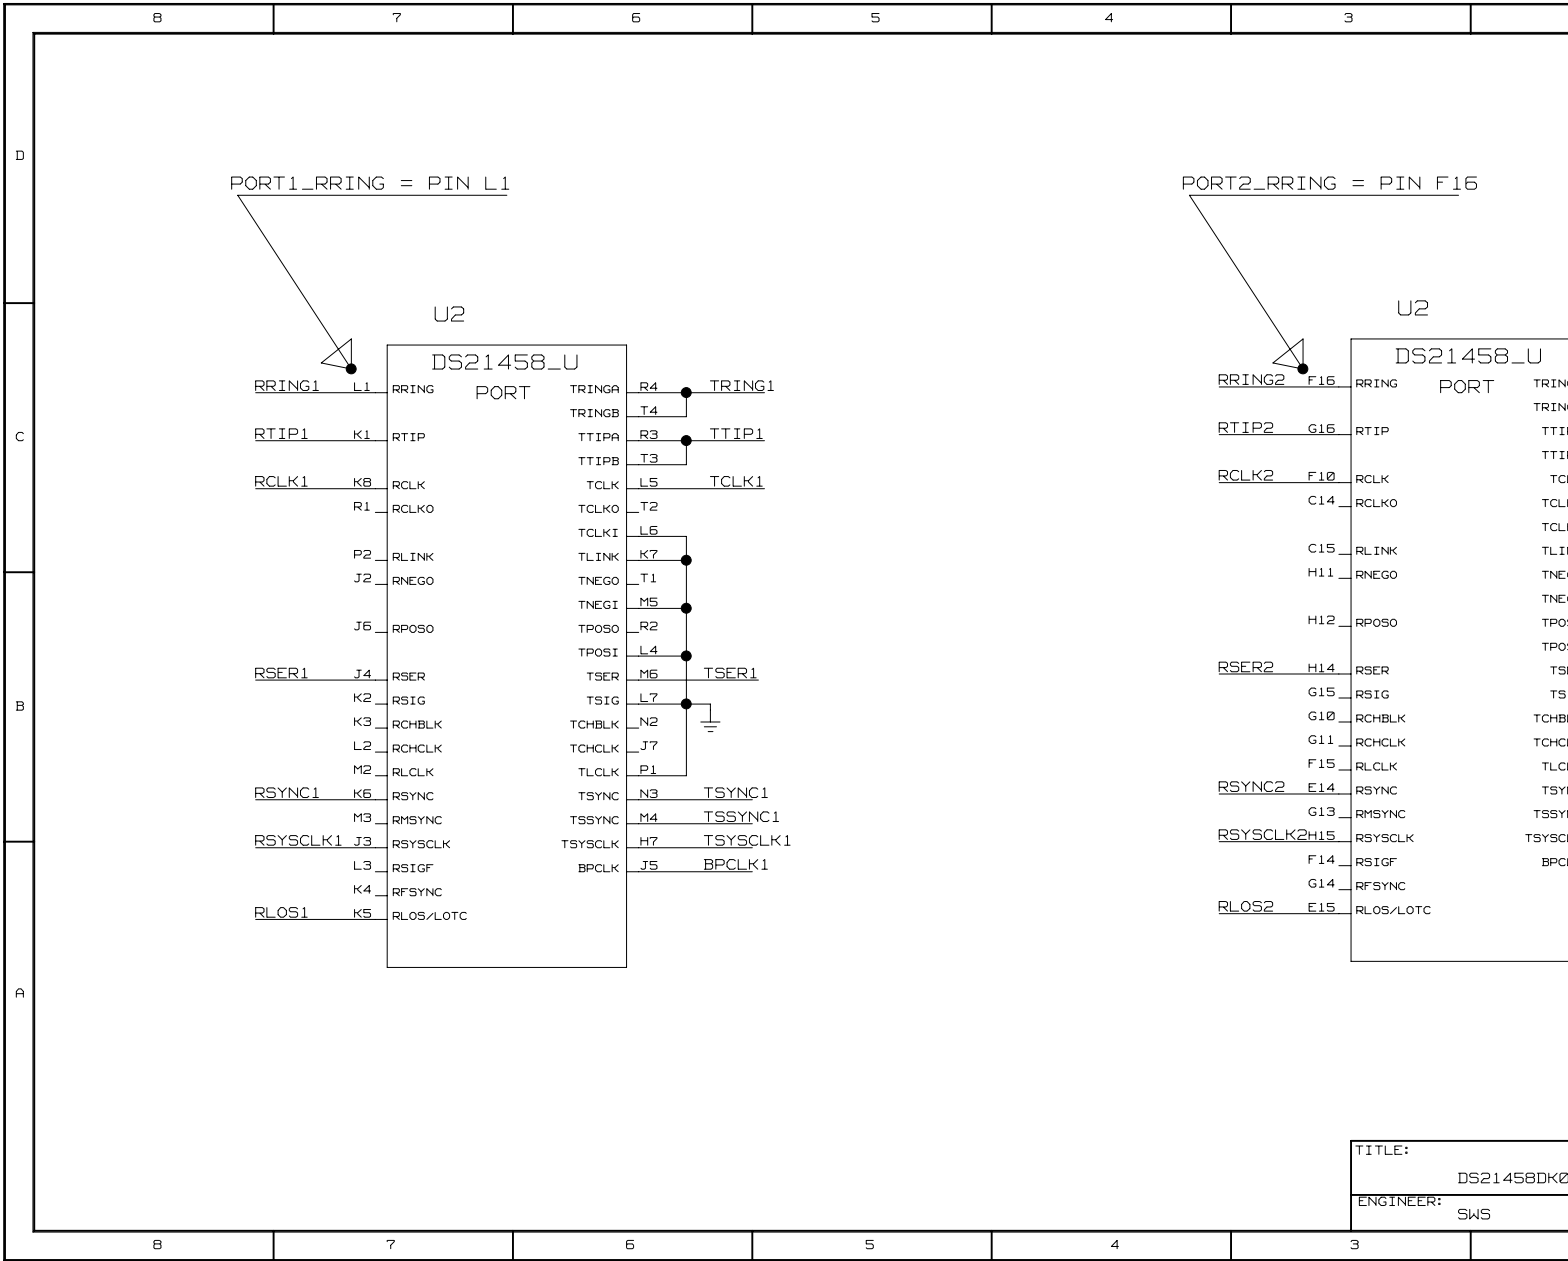 8 7 6 5 4 3
D
C
B
A
PORT1_RRING = PIN L1
U2
DS21458_U
PORT
RRING1 L1 RRING TRINGA R4 TRING1
TRINGB T4
RTIP1 K1 RTIP TTIPA R3 TTIP1
TTIPB T3
RCLK1 K8 RCLK TCLK L5 TCLK1
R1 RCLKO TCLKO T2
TCLKI L6
P2 RLINK TLINK K7
J2 RNEGO TNEGO T1
TNEGI M5
J6 RPOSO TPOSO R2
TPOSI L4
RSER1 J4 RSER TSER M6 TSER1
K2 RSIG TSIG L7
K3 RCHBLK TCHBLK N2
L2 RCHCLK TCHCLK J7
M2 RLCLK TLCLK P1
RSYNC1 K6 RSYNC TSYNC N3 TSYNC1
M3 RMSYNC TSSYNC M4 TSSYNC1
RSYSCLK1 J3 RSYSCLK TSYSCLK H7 TSYSCLK1
L3 RSIGF BPCLK J5 BPCLK1
K4 RFSYNC
RLOS1 K5 RLOS/LOTC
PORT2_RRING = PIN F16
U2
DS21458_U
PORT
RRING2 F16 RRING
RTIP2 G16 RTIP
RCLK2 F10 RCLK
C14 RCLKO
C15 RLINK
H11 RNEGO
H12 RPOSO
RSER2 H14 RSER
G15 RSIG
G10 RCHBLK
G11 RCHCLK
F15 RLCLK
RSYNC2 E14 RSYNC
G13 RMSYNC
RSYSCLK2 H15 RSYSCLK
F14 RSIGF
G14 RFSYNC
RLOS2 E15 RLOS/LOTC
TITLE:
DS21458DK0
ENGINEER:
SWS
8 7 6 5 4 3